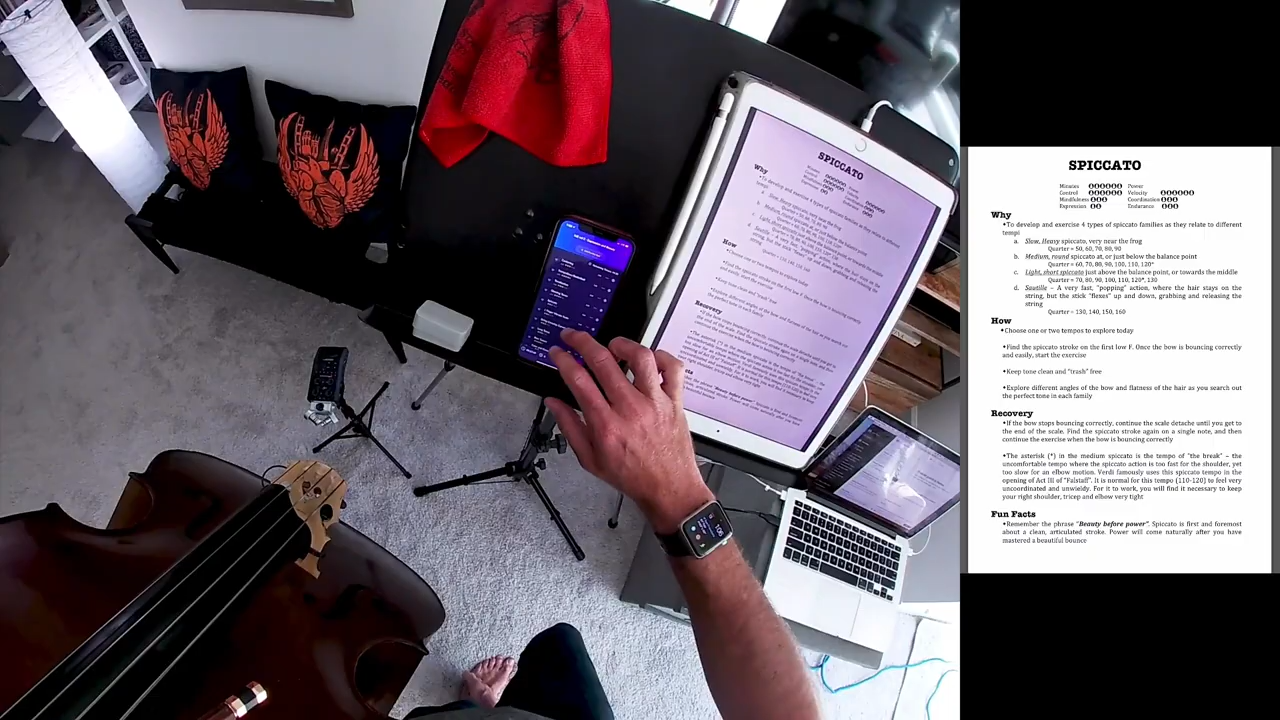 SPICCATO
Minutes Power
Control Velocity
Mindfulness Coordination
Expression Endurance
Why
•To develop and exercise 4 types of spiccato families as they relate to different
tempi
a. Slow, Heavy spiccato, very near the frog
Quarter = 50, 60, 70, 80, 90
b. Medium, round spiccato at, or just below the balance point
Quarter = 60, 70, 80, 90, 100, 110, 120*
c. Light, short spiccato just above the balance point, or towards the middle
Quarter = 70, 80, 90, 100, 110, 120*, 130
d. Sautille – A very fast, "popping" action, where the hair stays on the
string, but the stick "flexes" up and down, grabbing and releasing the
string
Quarter – 130, 140, 150, 160
How
•Choose one or two tempos to explore today
•Find the spiccato stroke on the first low F. Once the bow is bouncing correctly
and easily, start the exercise
•Keep tone clean and "trash" free
•Explore different angles of the bow and flatness of the hair as you search out
the perfect tone in each family
Recovery
•If the bow stops bouncing correctly, continue the scale detache until you get to
the end of the scale. Find the spiccato stroke again on a single note, and then
continue the exercise when the bow is bouncing correctly
•The asterisk (*) in the medium spiccato is the tempo of "the break" – the
uncomfortable tempo where the spiccato action is too fast for the shoulder, yet
too slow for an elbow motion. Verdi famously uses this spiccato tempo in the
opening of Act III of "Falstaff". It is normal for this tempo (110-120) to feel very
uncoordinated and unwieldy. For it to work, you will find it necessary to keep
your right shoulder, tricep and elbow very tight
Fun Facts
•Remember the phrase "Beauty before power". Spiccato is first and foremost
about a clean, articulated stroke. Power will come naturally after you have
mastered a beautiful bounce
SPICCATO
Why
How
Recovery